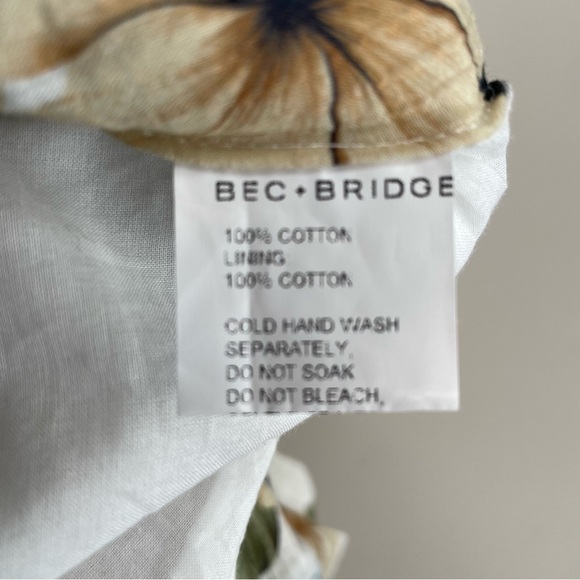 BEC+BRIDGE
100% COTTON
LINING
100% COTTON
COLD HAND WASH
SEPARATELY,
DO NOT SOAK
DO NOT BLEACH,